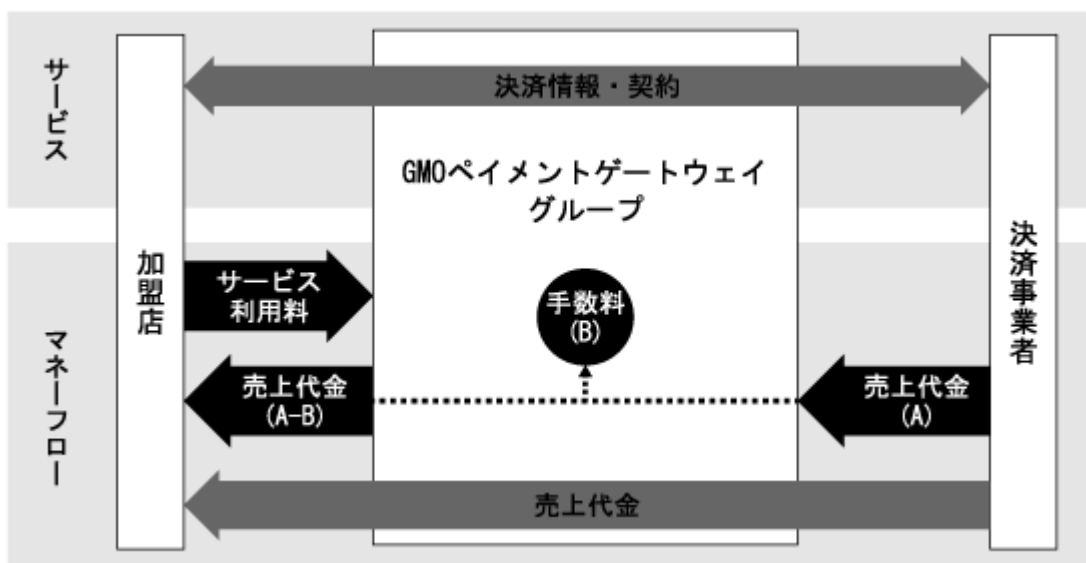 サービス
決済情報・契約
GMOペイメントゲートウェイ
グループ
加盟店
決済事業者
マネーフロー
サービス
利用料
手数料
(B)
売上代金
(A-B)
売上代金
(A)
売上代金